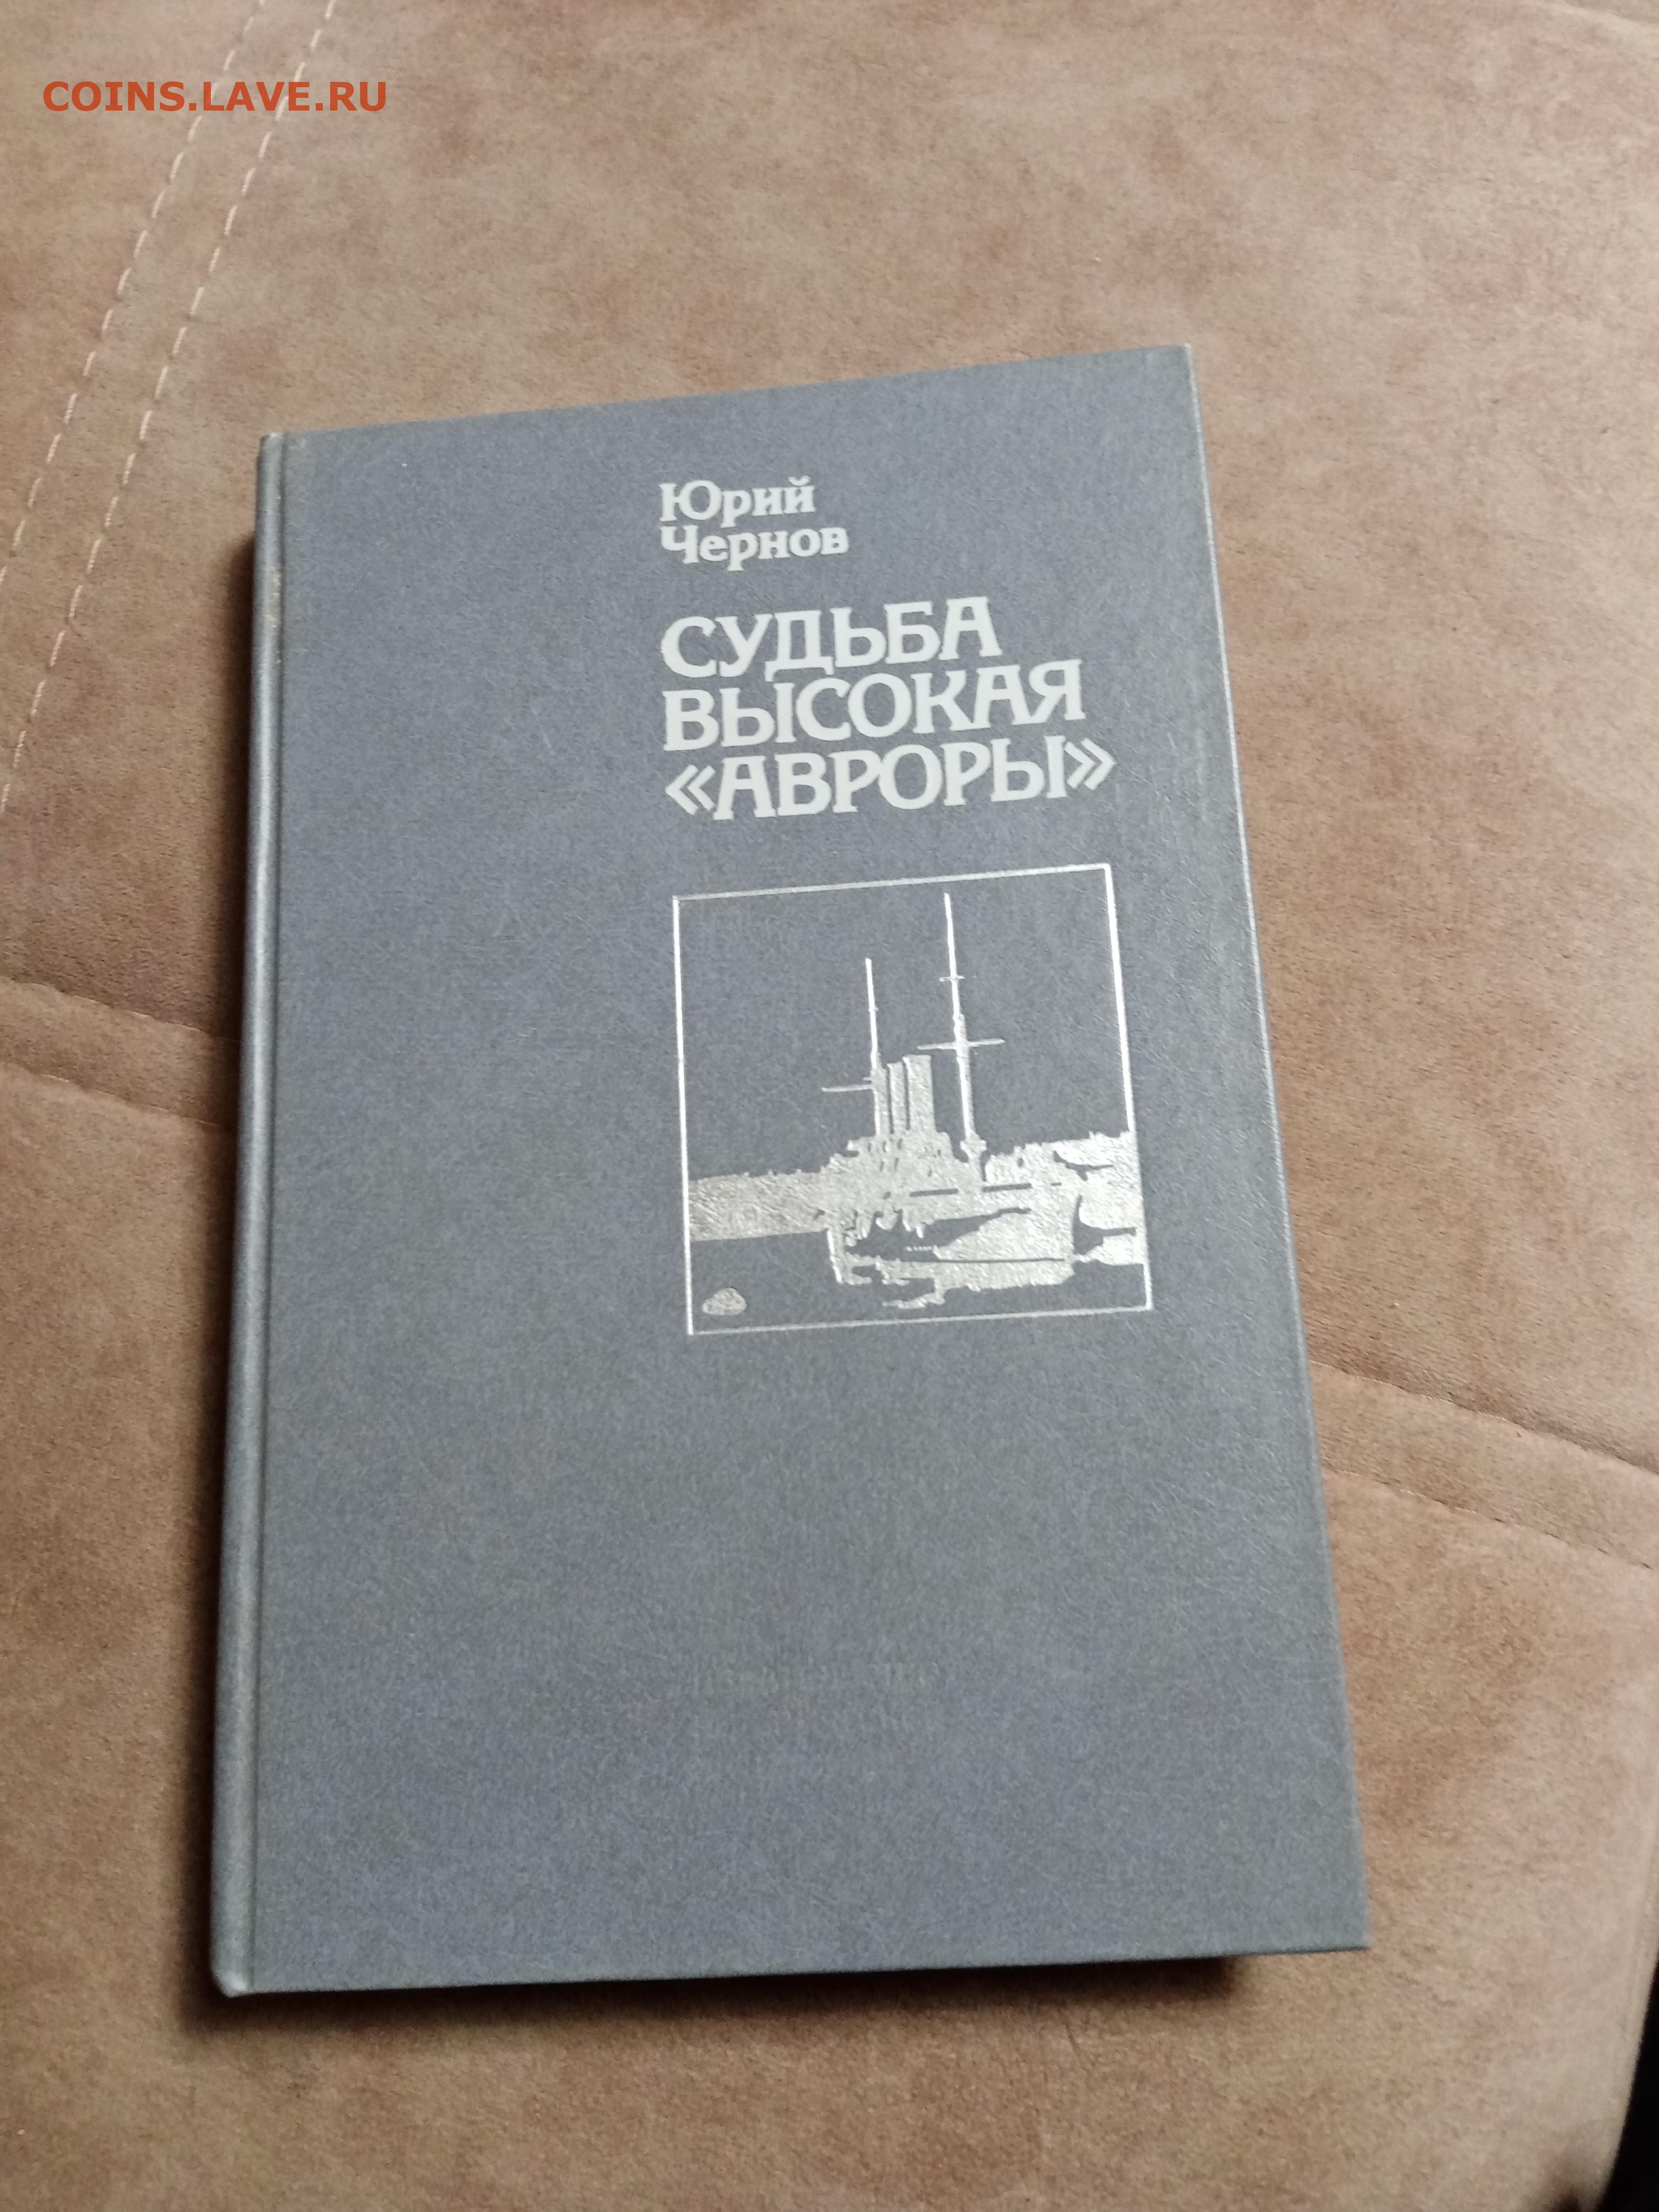 COINS.LAVE.RU
Юрий
Чернов
СУДЬБА
ВЫСОКАЯ
«АВРОРЫ»